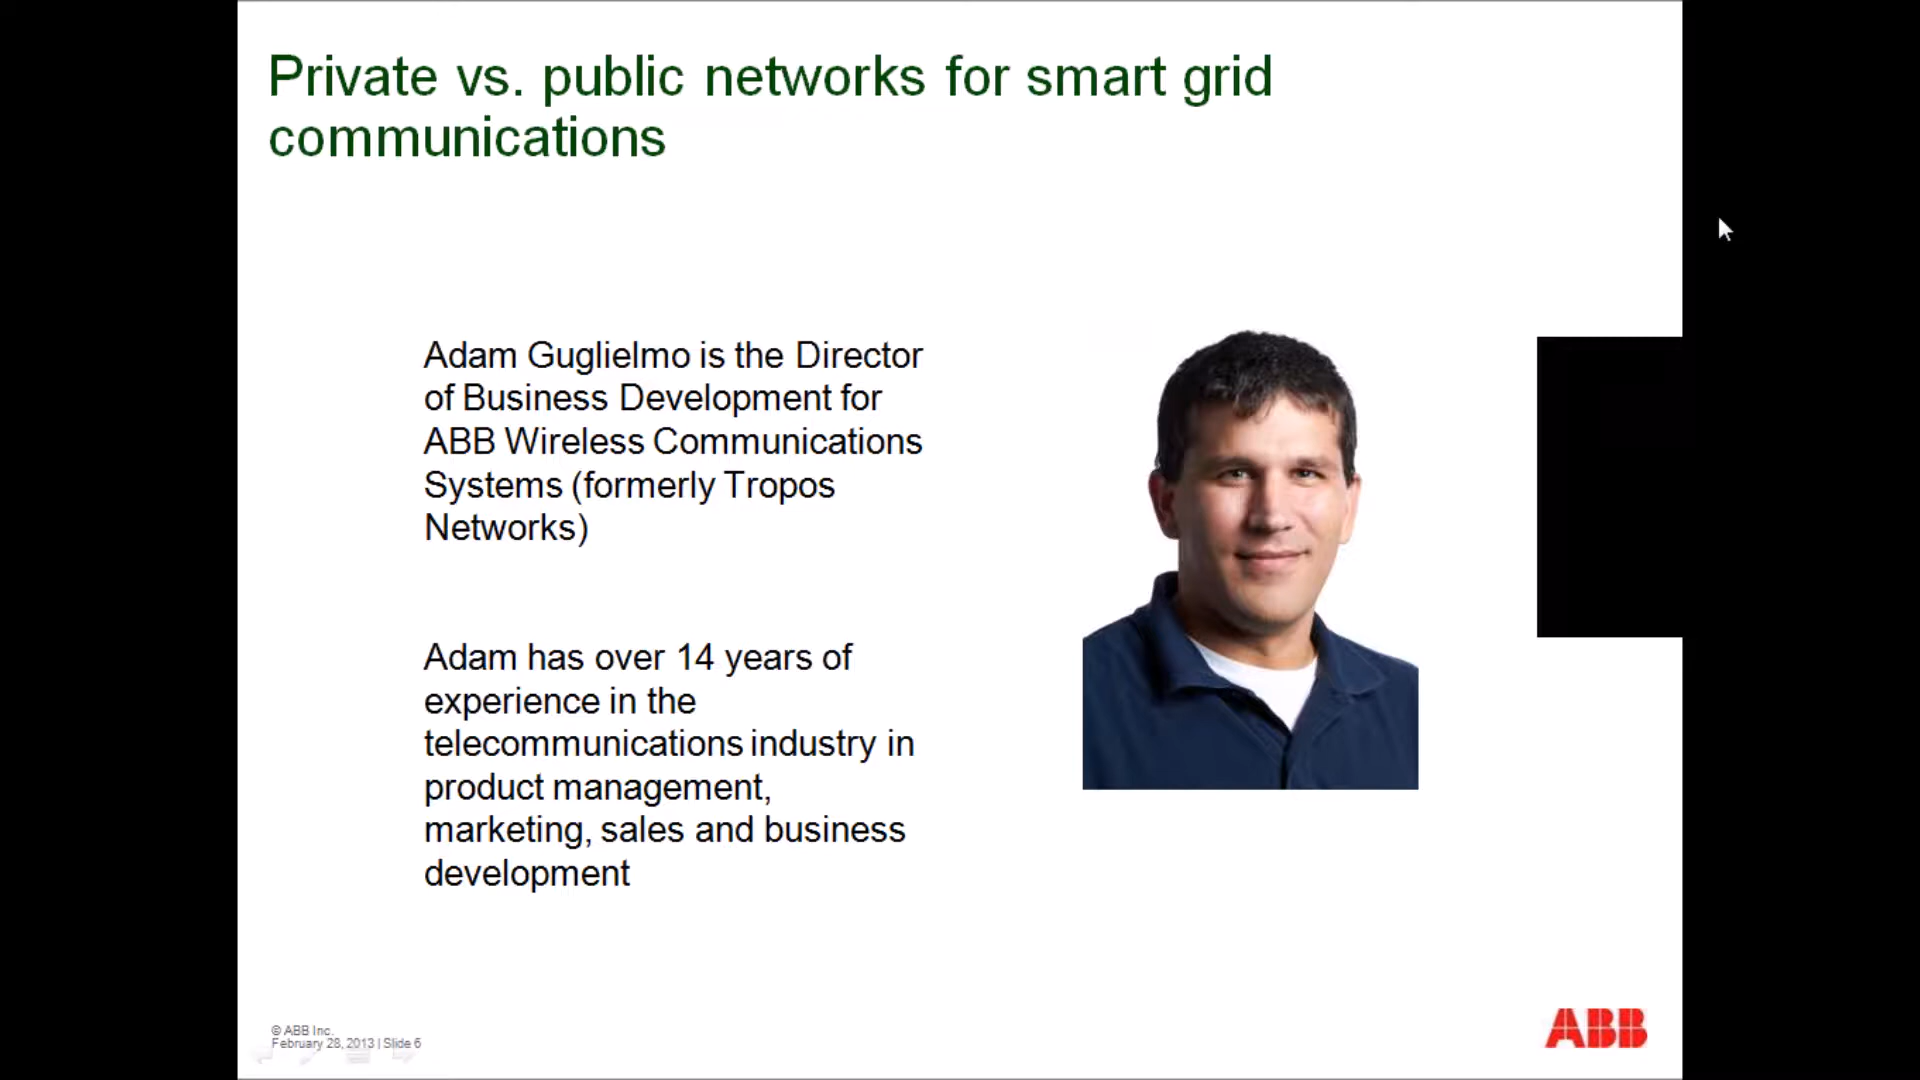 Private vs. public networks for smart grid
communications
Adam Guglielmo is the Director
of Business Development for
ABB Wireless Communications
Systems (formerly Tropos
Networks)
Adam has over 14 years of
experience in the
telecommunications industry in
product management,
marketing, sales and business
development
© ABB Inc.
February 28, 2013 | Slide 6
ABB